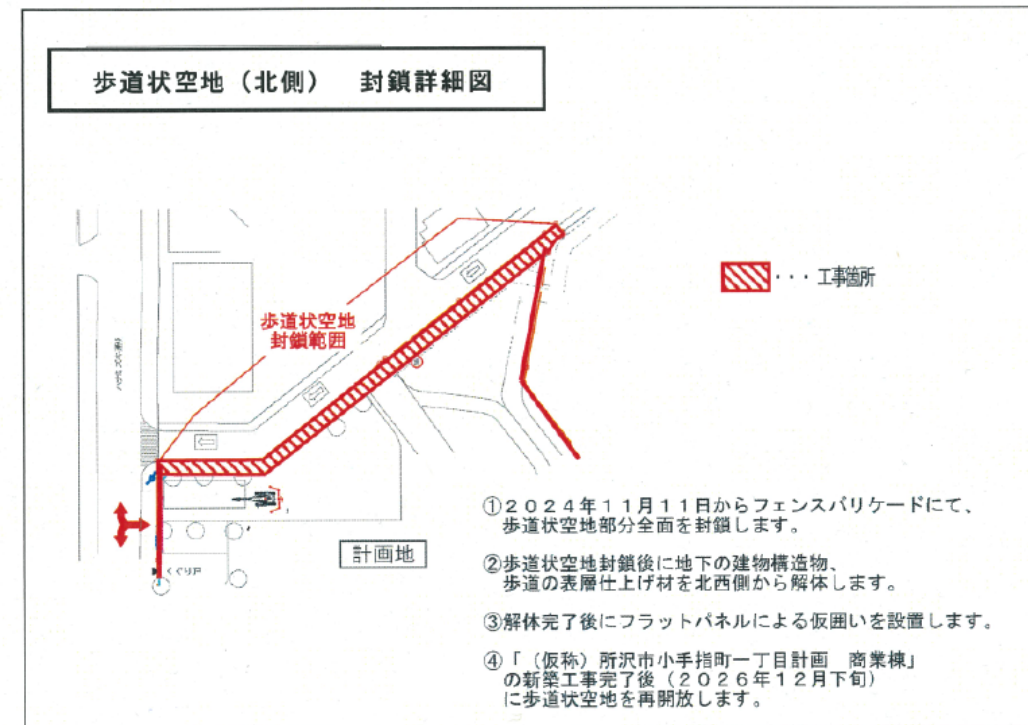 歩道状空地（北側）　封鎖詳細図
歩道状空地
封鎖範囲
・・・工事箇所
計画地
くぐり戸
①２０２４年１１月１１日からフェンスバリケードにて、
歩道状空地部分全面を封鎖します。
②歩道状空地封鎖後に地下の建物構造物、
歩道の表層仕上げ材を北西側から解体します。
③解体完了後にフラットパネルによる仮囲いを設置します。
④「（仮称）所沢市小手指町一丁目計画　商業棟」
の新築工事完了後（２０２６年１２月下旬）
に歩道状空地を再開放します。